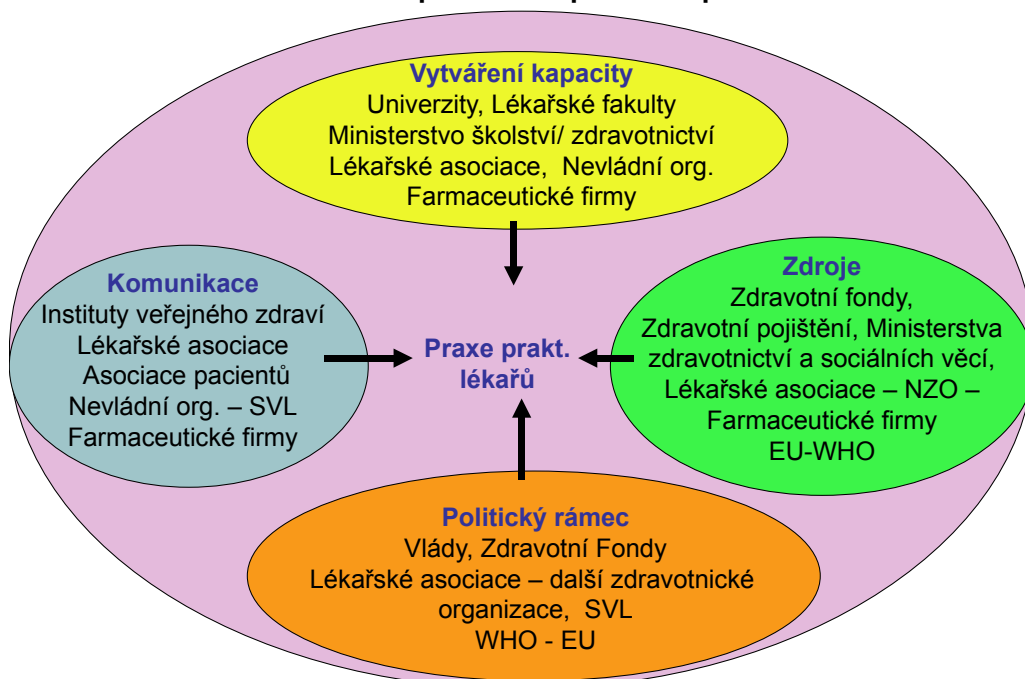 Vytváření kapacity
Univerzity, Lékařské fakulty
Ministerstvo školství/ zdravotnictví
Lékařské asociace, Nevládní org.
Farmaceutické firmy
Komunikace
Instituty veřejného zdraví
Lékařské asociace
Asociace pacientů
Nevládní org. – SVL
Farmaceutické firmy
Praxe prakt.
lékařů
Zdroje
Zdravotní fondy,
Zdravotní pojištění, Ministerstva
zdravotnictví a sociálních věcí,
Lékařské asociace – NZO –
Farmaceutické firmy
EU-WHO
Politický rámec
Vlády, Zdravotní Fondy
Lékařské asociace – další zdravotnické
organizace, SVL
WHO - EU